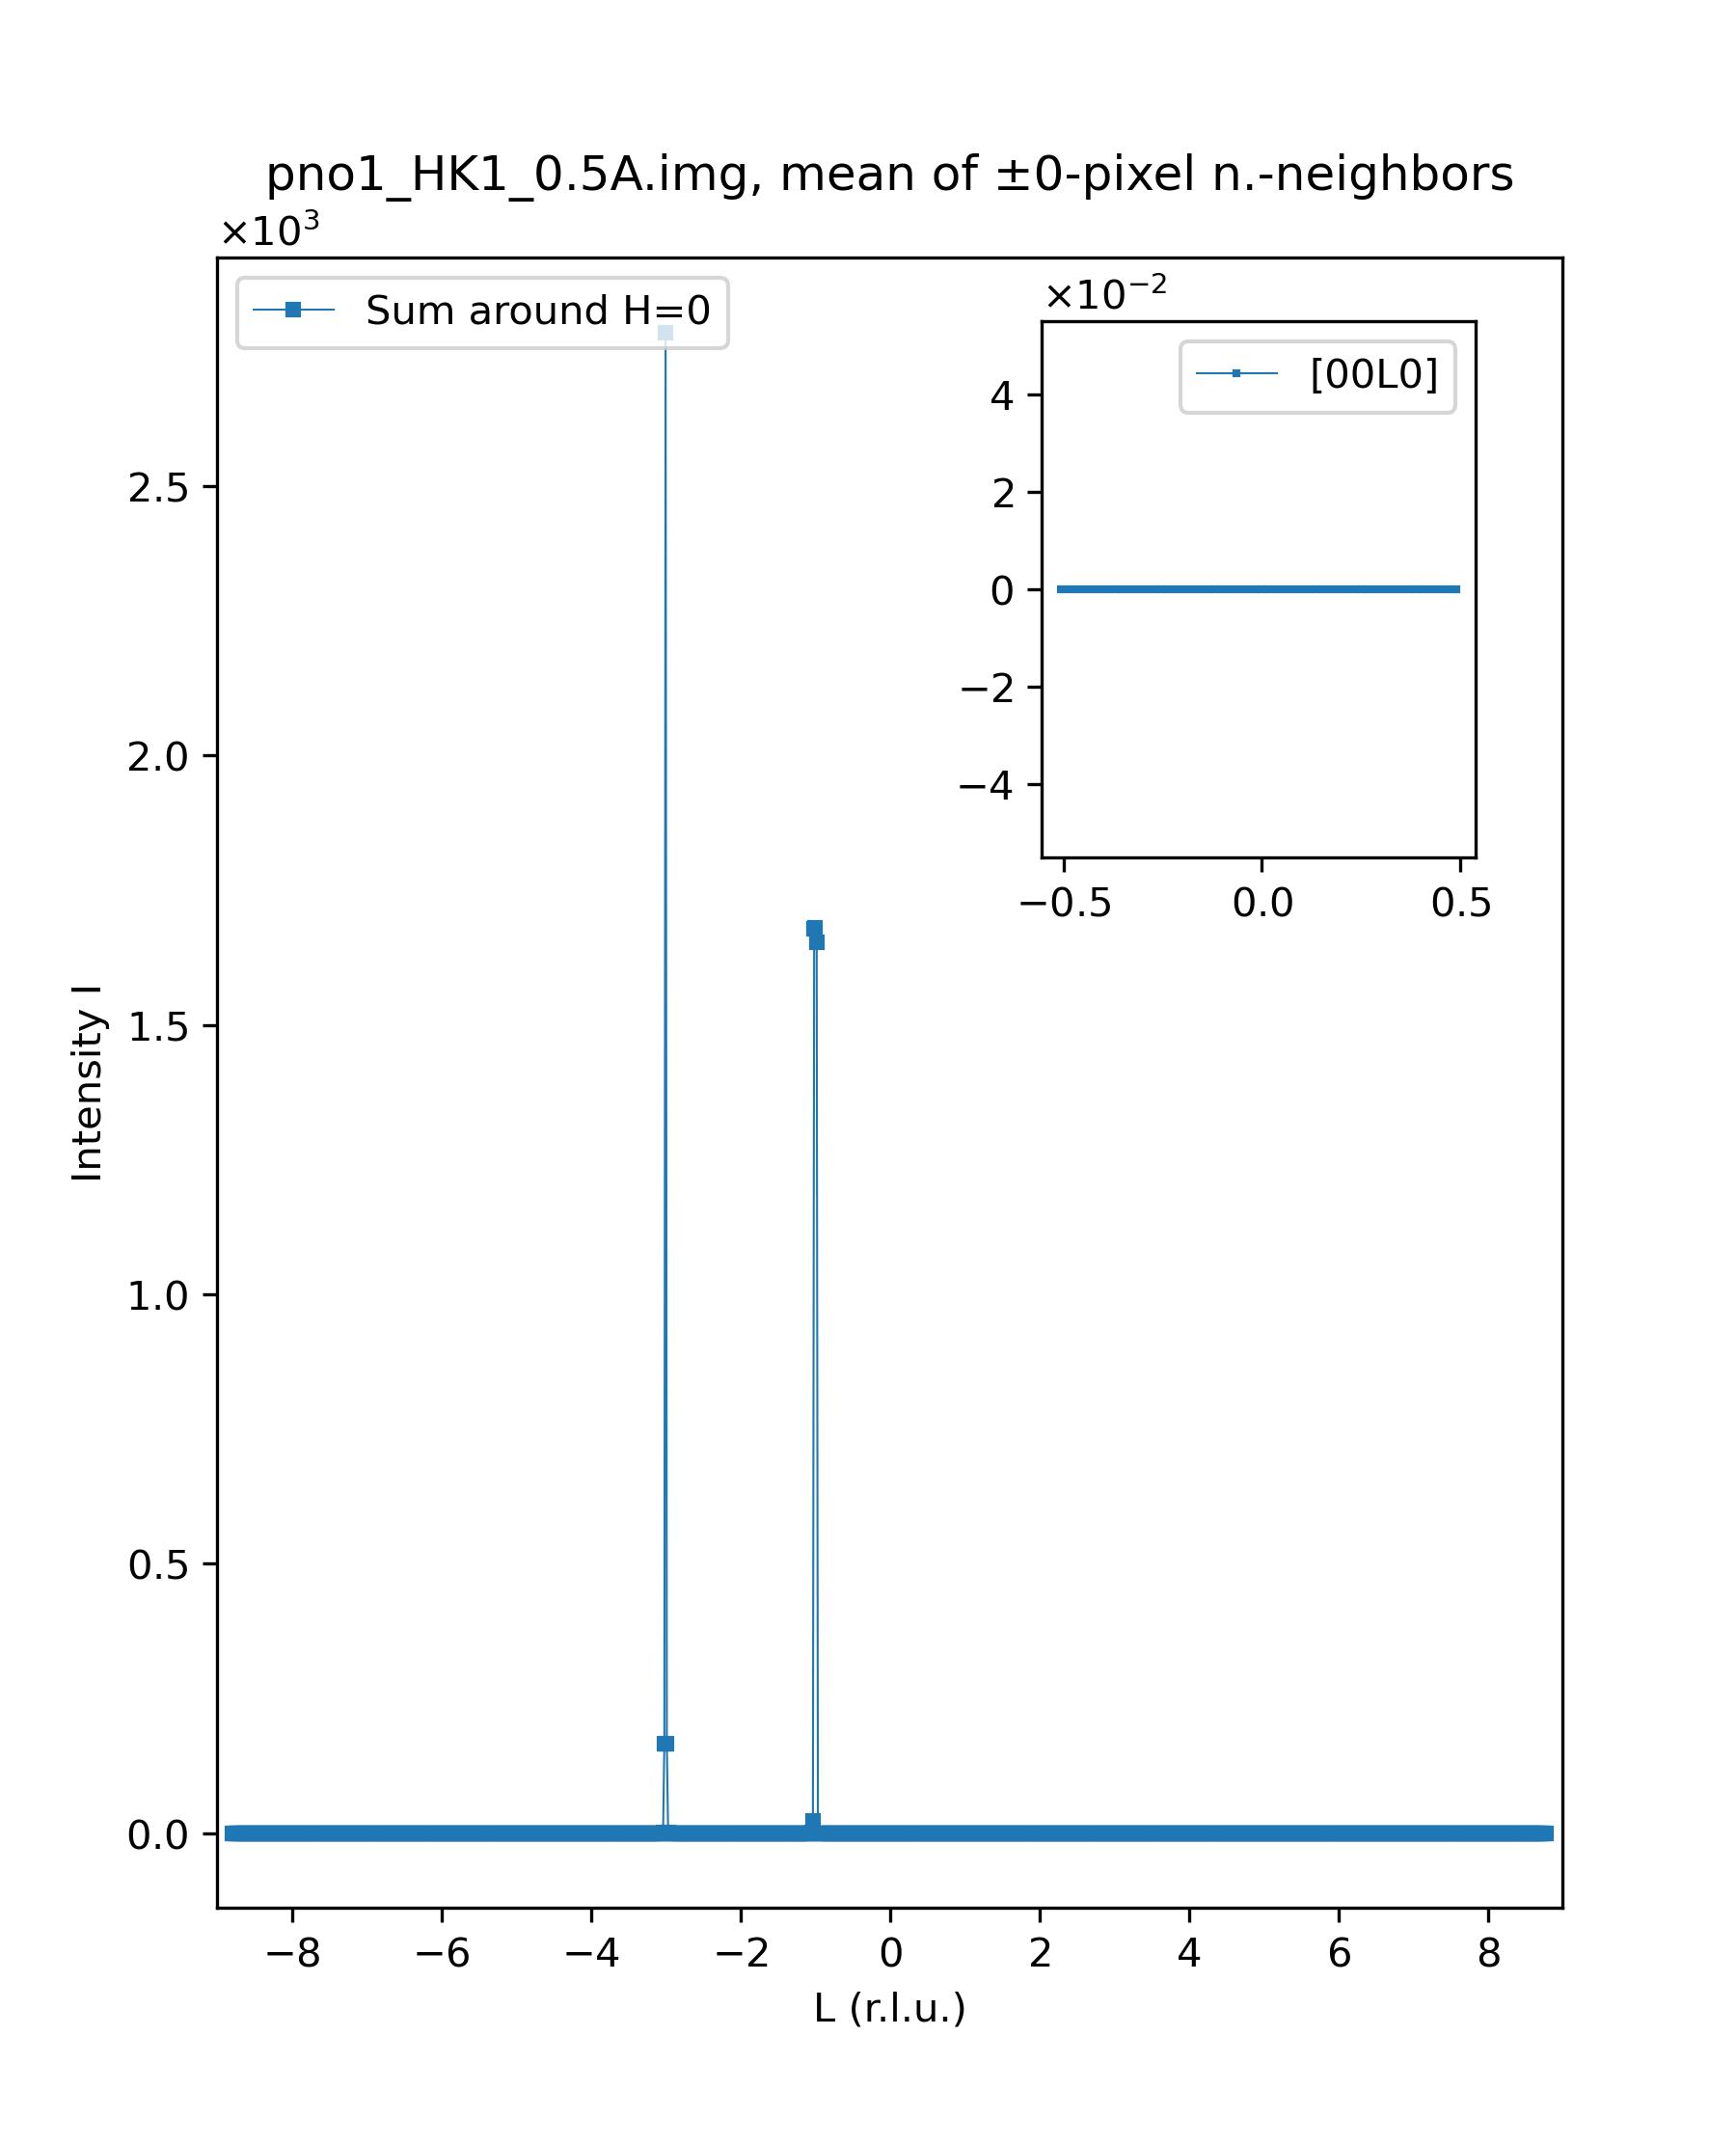 pno1_HK1_0.5A.img, mean of ±0-pixel n.-neighbors
×10³
Sum around H=0
×10⁻²
[00L0]
4
2
0
−2
−4
−0.5 0.0 0.5
2.5
2.0
1.5
1.0
0.5
0.0
Intensity I
−8 −6 −4 −2 0 2 4 6 8
L (r.l.u.)